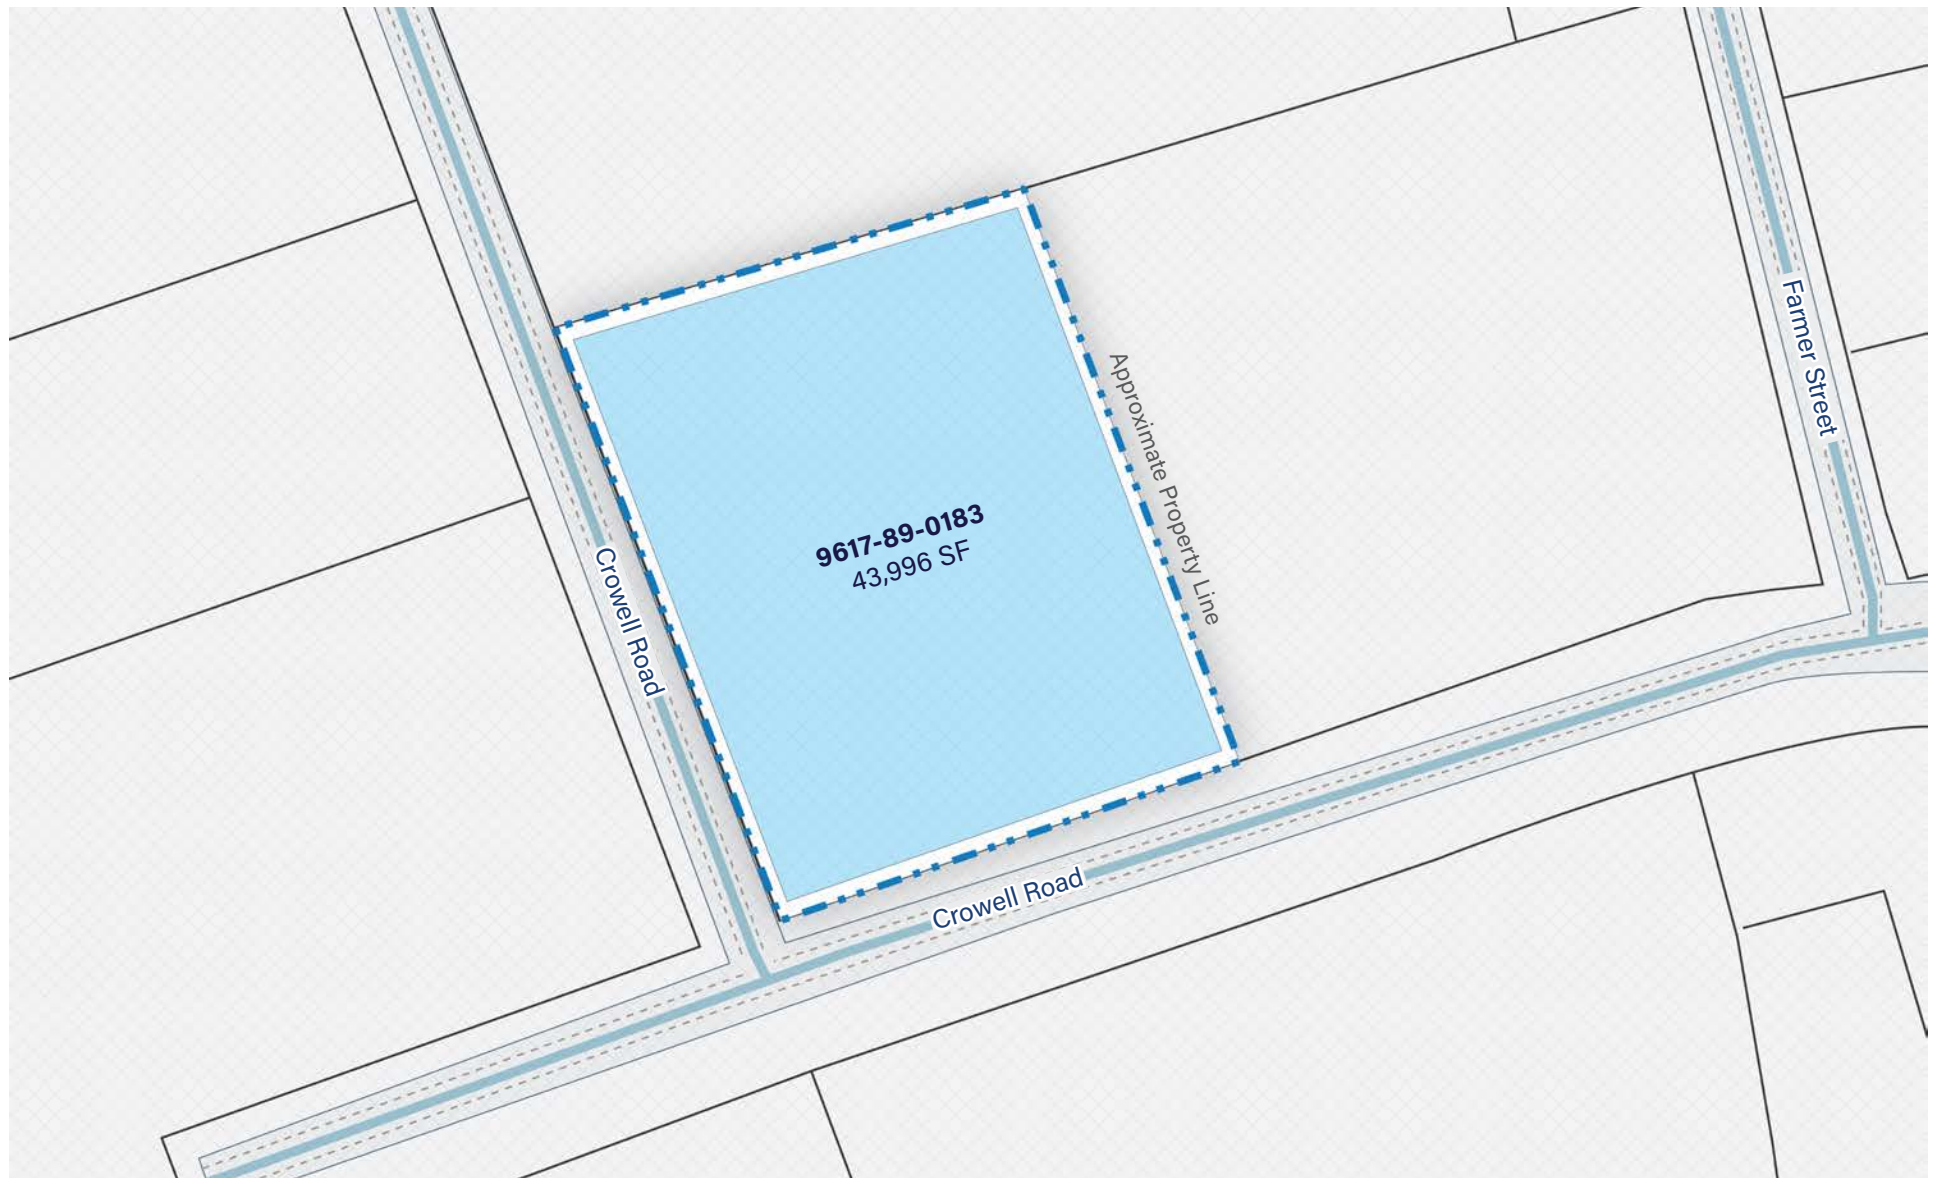 Farmer Street
Approximate Property Line
9617-89-0183
43,996 SF
Crowell Road
Crowell Road